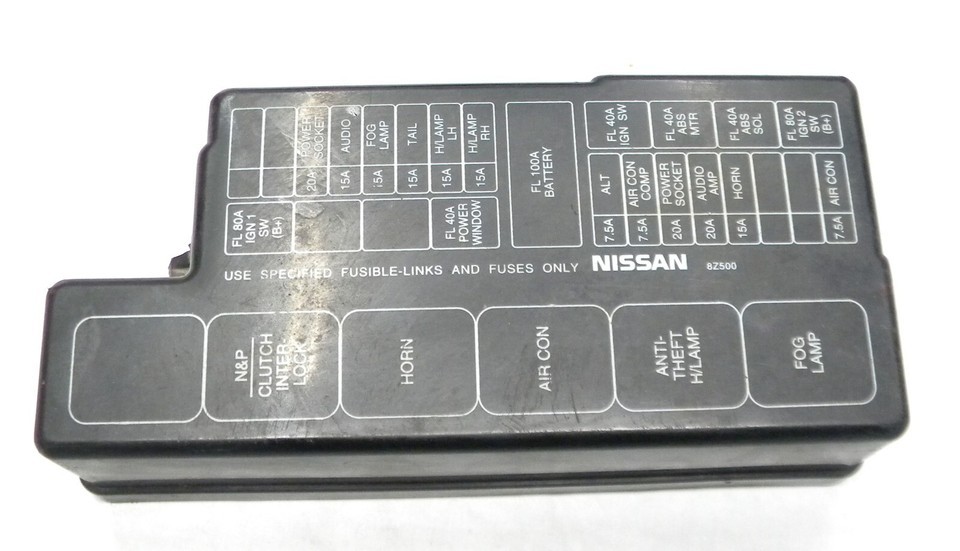 POWER
SOCKET
20A
AUDIO
15A
FOG
LAMP
15A
TAIL
15A
H/LAMP
LH
15A
H/LAMP
RH
15A
FL 80A
IGN 1
SW
(B+)
FL 40A
POWER
WINDOW
FL 100A
BATTERY
FL 40A
IGN SW
FL 40A
ABS
MTR
FL 40A
ABS
SOL
FL 80A
IGN 2
SW
(B+)
ALT
7.5A
AIR CON
COMP
7.5A
POWER
SOCKET
20A
AUDIO
AMP
20A
HORN
15A
AIR CON
7.5A
USE SPECIFIED FUSIBLE-LINKS AND FUSES ONLY NISSAN 8Z500
N&P
CLUTCH
INTER-
LOCK
HORN
AIR CON
ANTI-
THEFT
H/LAMP
FOG
LAMP